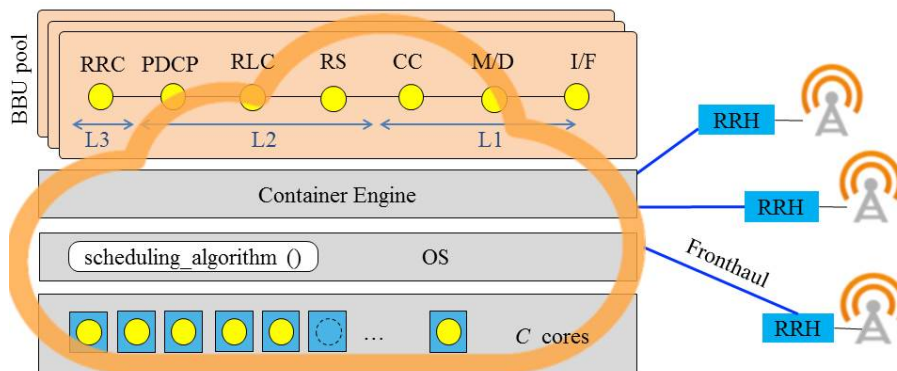 BBU pool
RRC PDCP RLC RS CC M/D I/F
L3 L2 L1
Container Engine
scheduling_algorithm () OS
... C cores
RRH
RRH
Fronthaul
RRH